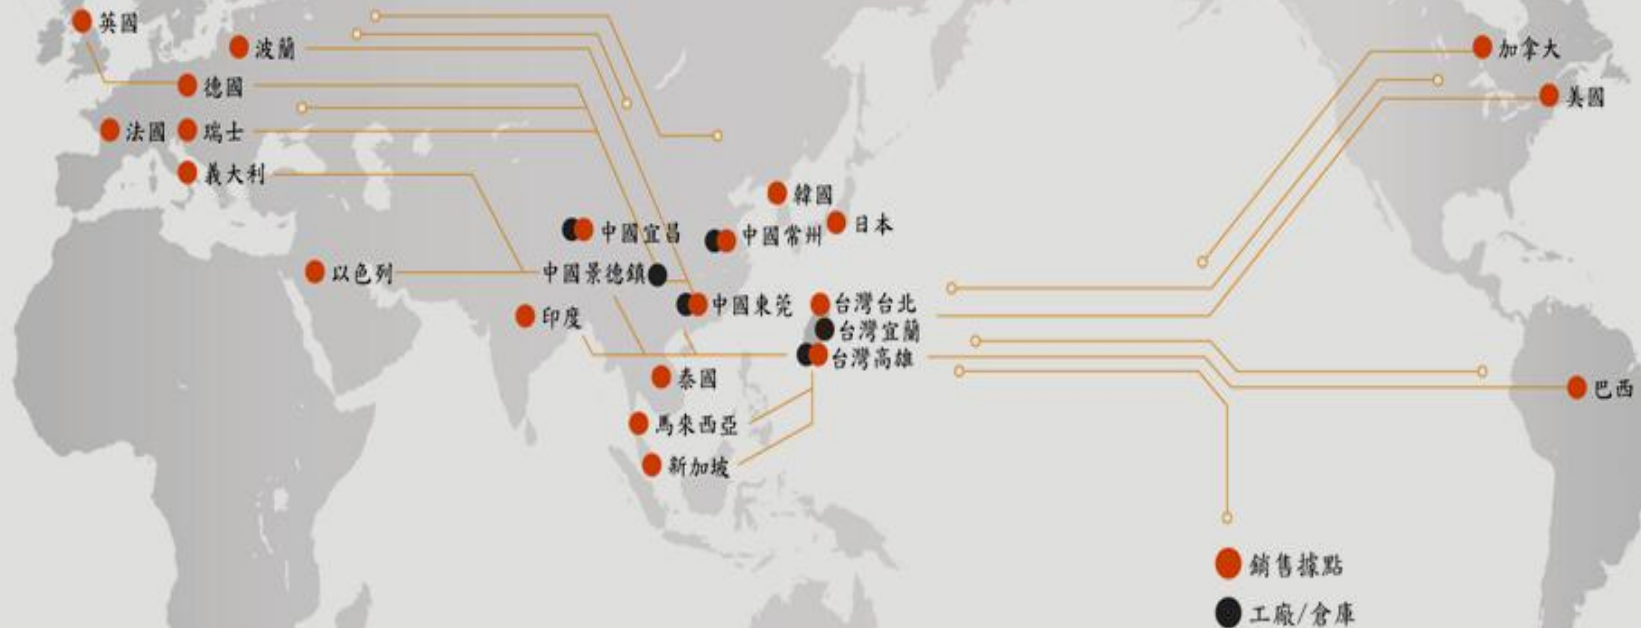 英國
波蘭
德國
法國
瑞士
義大利
以色列
中國宜昌
中國景德鎮
印度
韓國
日本
中國常州
中國東莞
台灣台北
台灣宜蘭
台灣高雄
泰國
馬來西亞
新加坡
加拿大
美國
巴西
銷售據點
工廠/倉庫